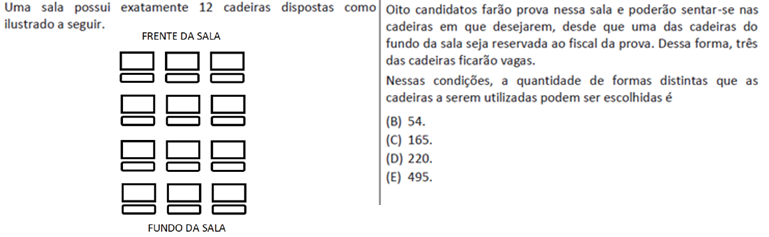 Uma sala possui exatamente 12 cadeiras dispostas como
ilustrado a seguir.
FRENTE DA SALA
FUNDO DA SALA
Oito candidatos farão prova nessa sala e poderão sentar-se nas
cadeiras em que desejarem, desde que uma das cadeiras do
fundo da sala seja reservada ao fiscal da prova. Dessa forma, três
das cadeiras ficarão vagas.
Nessas condições, a quantidade de formas distintas que as
cadeiras a serem utilizadas podem ser escolhidas é
(B) 54.
(C) 165.
(D) 220.
(E) 495.